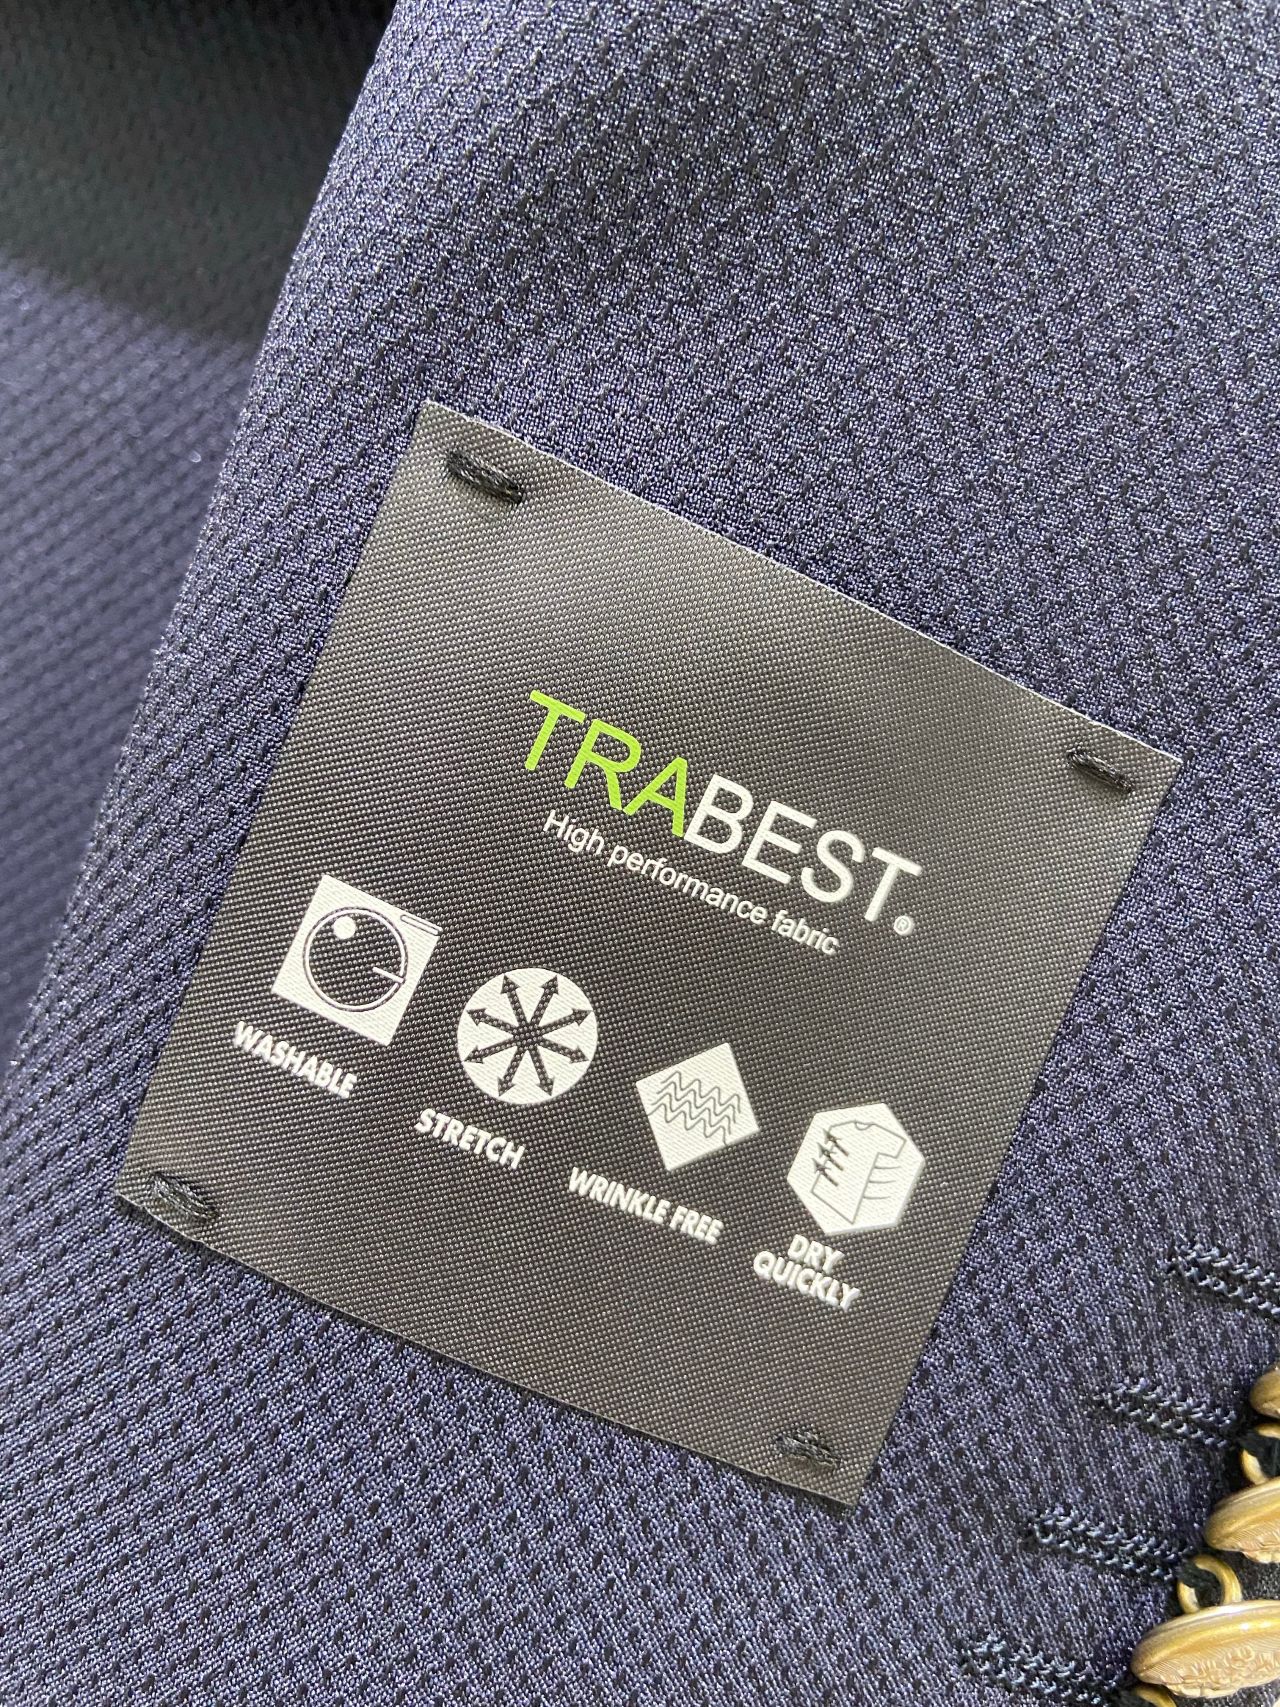 TRABEST®
High performance fabric
WASHABLE
STRETCH
WRINKLE FREE
DRY
QUICKLY